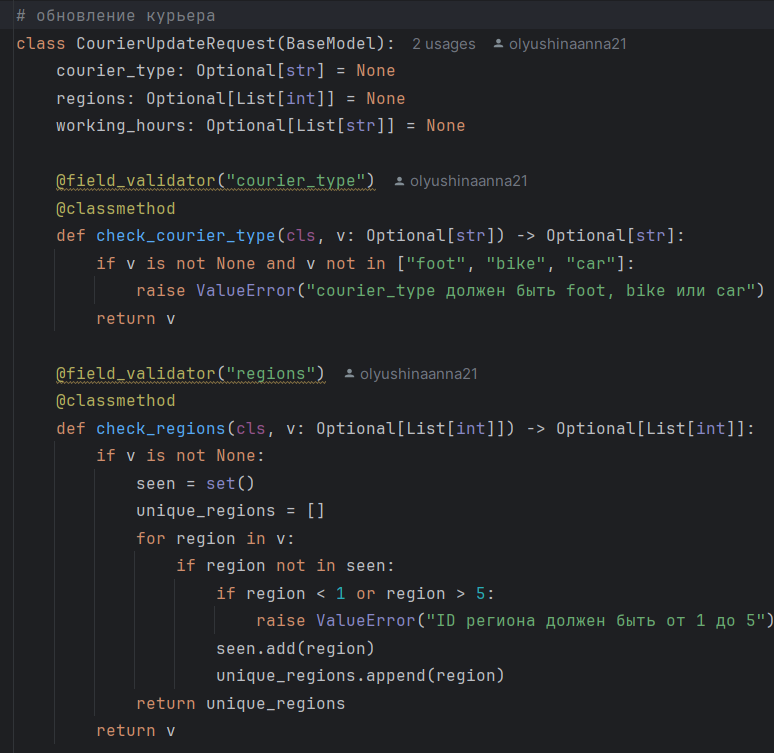 # обновление курьера
class CourierUpdateRequest(BaseModel): 2 usages olyushinaanna21
    courier_type: Optional[str] = None
    regions: Optional[List[int]] = None
    working_hours: Optional[List[str]] = None

    @field_validator("courier_type") olyushinaanna21
    @classmethod
    def check_courier_type(cls, v: Optional[str]) -> Optional[str]:
        if v is not None and v not in ["foot", "bike", "car"]:
            raise ValueError("courier_type должен быть foot, bike или car")
        return v

    @field_validator("regions") olyushinaanna21
    @classmethod
    def check_regions(cls, v: Optional[List[int]]) -> Optional[List[int]]:
        if v is not None:
            seen = set()
            unique_regions = []
            for region in v:
                if region not in seen:
                    if region < 1 or region > 5:
                        raise ValueError("ID региона должен быть от 1 до 5")
                    seen.add(region)
                    unique_regions.append(region)
            return unique_regions
        return v